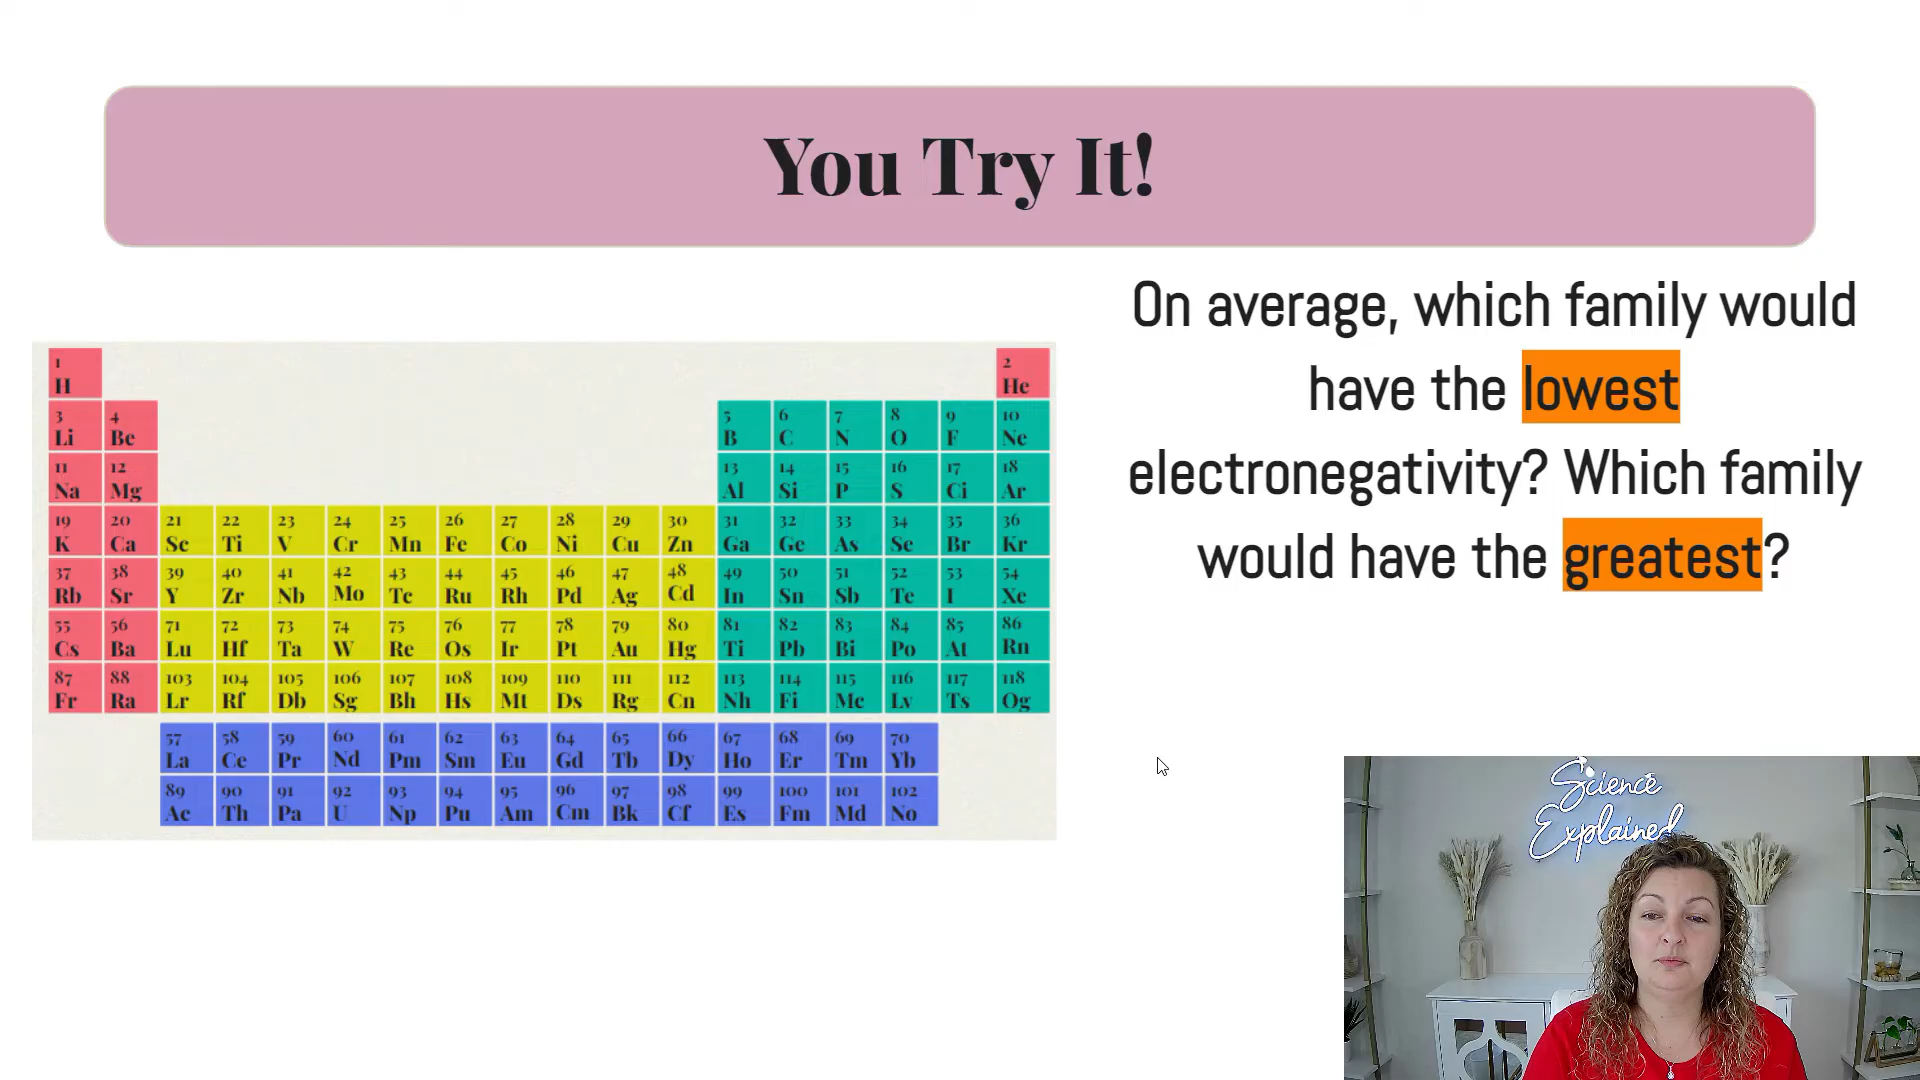 You Try It!
On average, which family would
have the lowest
electronegativity? Which family
would have the greatest?
1 2
H He
3 4 5 6 7 8 9 10
Li Be B C N O F Ne
11 12 13 14 15 16 17 18
Na Mg Al Si P S Ci Ar
19 20 21 22 23 24 25 26 27 28 29 30 31 32 33 34 35 36
K Ca Sc Ti V Cr Mn Fe Co Ni Cu Zn Ga Ge As Se Br Kr
37 38 39 40 41 42 43 44 45 46 47 48 49 50 51 52 53 54
Rb Sr Y Zr Nb Mo Tc Ru Rh Pd Ag Cd In Sn Sb Te I Xe
55 56 71 72 73 74 75 76 77 78 79 80 81 82 83 84 85 86
Cs Ba Lu Hf Ta W Re Os Ir Pt Au Hg Ti Pb Bi Po At Rn
87 88 103 104 105 106 107 108 109 110 111 112 113 114 115 116 117 118
Fr Ra Lr Rf Db Sg Bh Hs Mt Ds Rg Cn Nh Fi Mc Lv Ts Og
57 58 59 60 61 62 63 64 65 66 67 68 69 70
La Ce Pr Nd Pm Sm Eu Gd Tb Dy Ho Er Tm Yb
89 90 91 92 93 94 95 96 97 98 99 100 101 102
Ac Th Pa U Np Pu Am Cm Bk Cf Es Fm Md No
Science
Explained